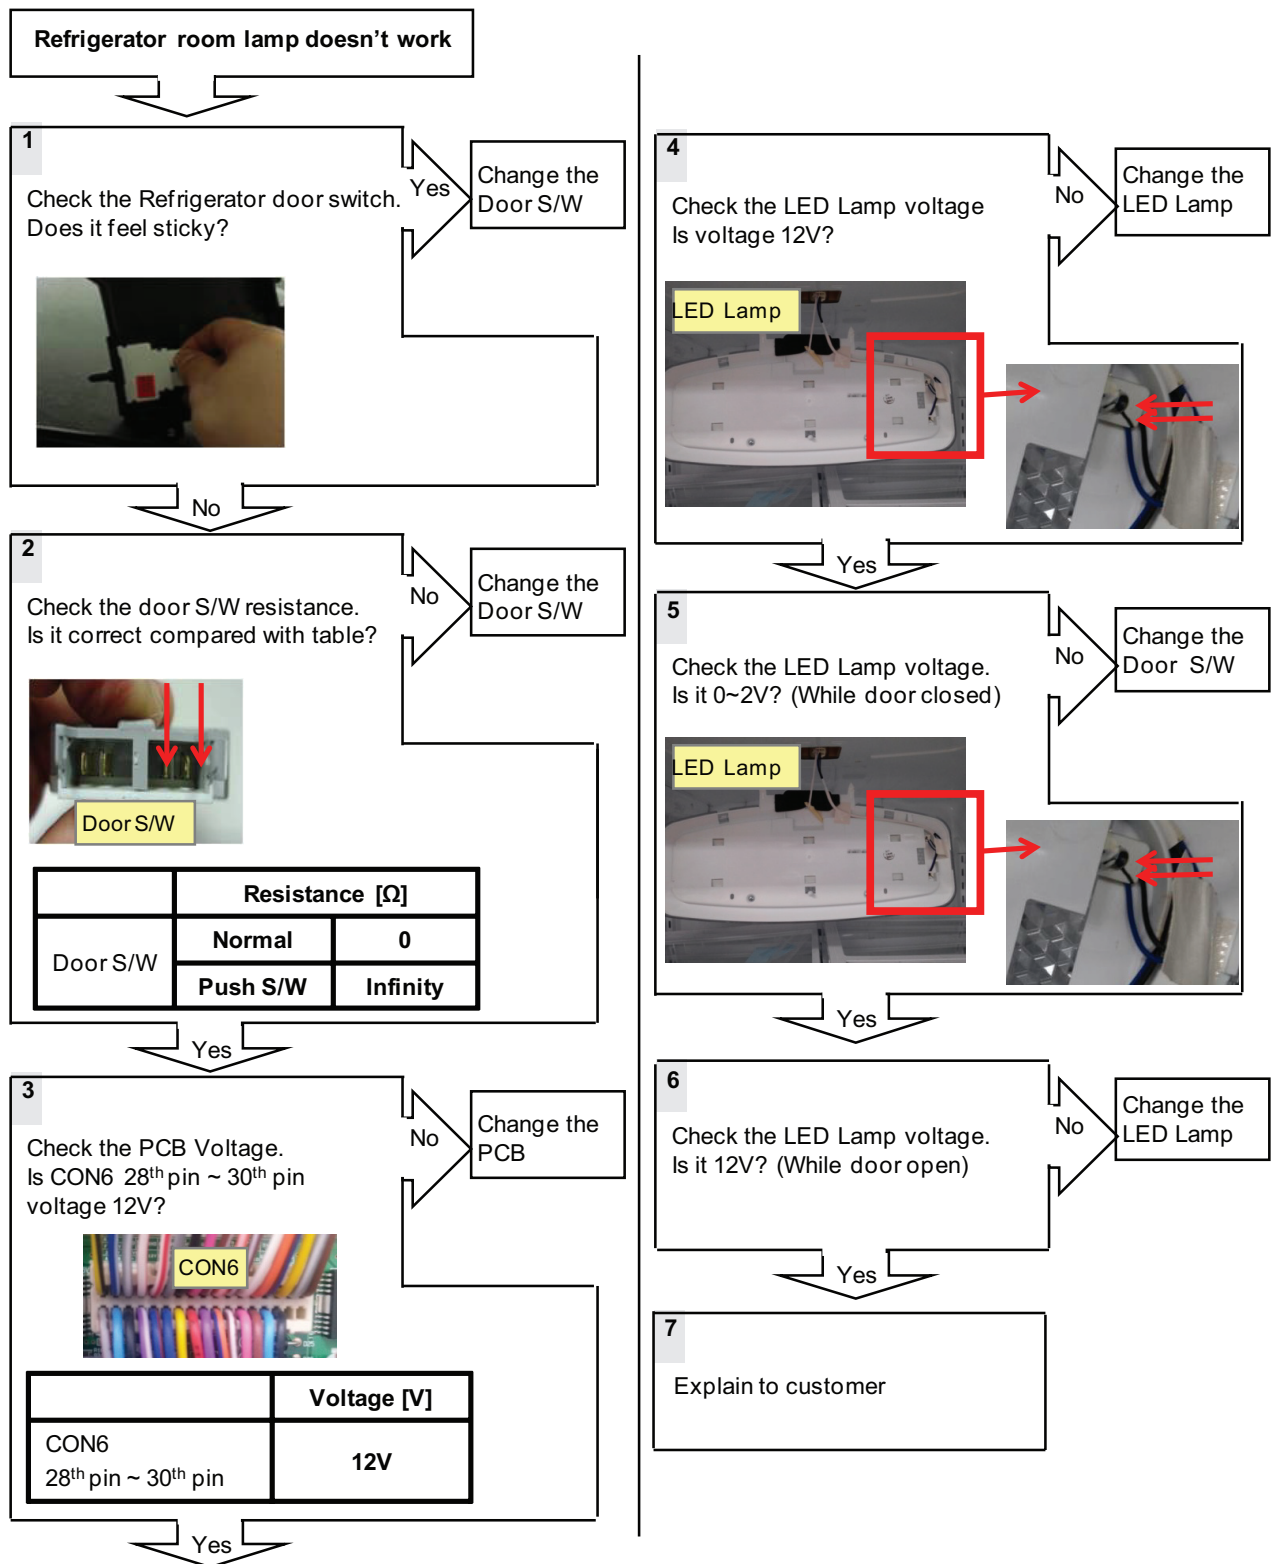 Refrigerator room lamp doesn't work
1
Check the Refrigerator door switch.
Does it feel sticky?
Yes
Change the
Door S/W
No
2
Check the door S/W resistance.
Is it correct compared with table?
No
Change the
Door S/W
Door S/W
Resistance [Ω]
Door S/W
Normal
0
Push S/W
Infinity
Yes
3
Check the PCB Voltage.
Is CON6 28th pin ~ 30th pin
voltage 12V?
No
Change the
PCB
CON6
Voltage [V]
CON6
28th pin ~ 30th pin
12V
Yes
4
Check the LED Lamp voltage
Is voltage 12V?
No
Change the
LED Lamp
LED Lamp
Yes
5
Check the LED Lamp voltage.
Is it 0~2V? (While door closed)
No
Change the
Door S/W
LED Lamp
Yes
6
Check the LED Lamp voltage.
Is it 12V? (While door open)
No
Change the
LED Lamp
Yes
7
Explain to customer